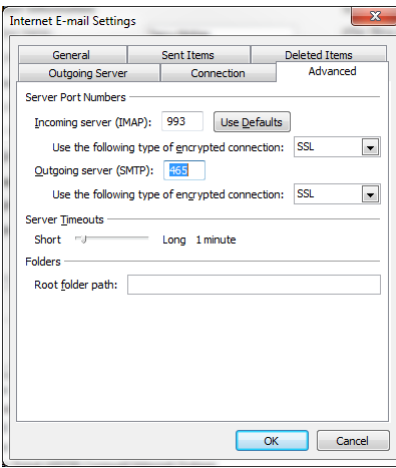 Internet E-mail Settings
General Sent Items Deleted Items
Outgoing Server Connection Advanced
Server Port Numbers
Incoming server (IMAP): 993 Use Defaults
Use the following type of encrypted connection: SSL
Outgoing server (SMTP): 465
Use the following type of encrypted connection: SSL
Server Timeouts
Short Long 1 minute
Folders
Root folder path:
OK Cancel